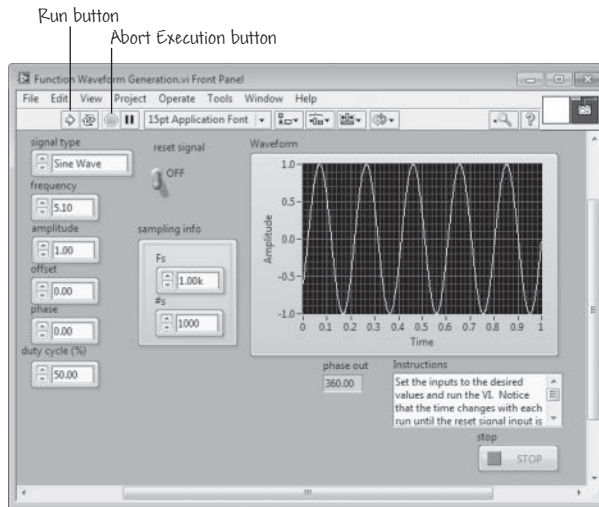 Run button
Abort Execution button
Function Waveform Generation.vi Front Panel
File Edit View Project Operate Tools Window Help
15pt Application Font
signal type
Sine Wave
reset signal
OFF
frequency
5.10
amplitude
1.00
offset
0.00
phase
0.00
duty cycle (%)
50.00
sampling info
Fs
1.00k
#s
1000
Waveform
Amplitude
1.0
0.5
0.0
-0.5
-1.0
0 0.1 0.2 0.3 0.4 0.5 0.6 0.7 0.8 0.9 1
Time
phase out
360.00
Instructions
Set the inputs to the desired
values and run the VI. Notice
that the time changes with each
run until the reset signal input is
stop
STOP